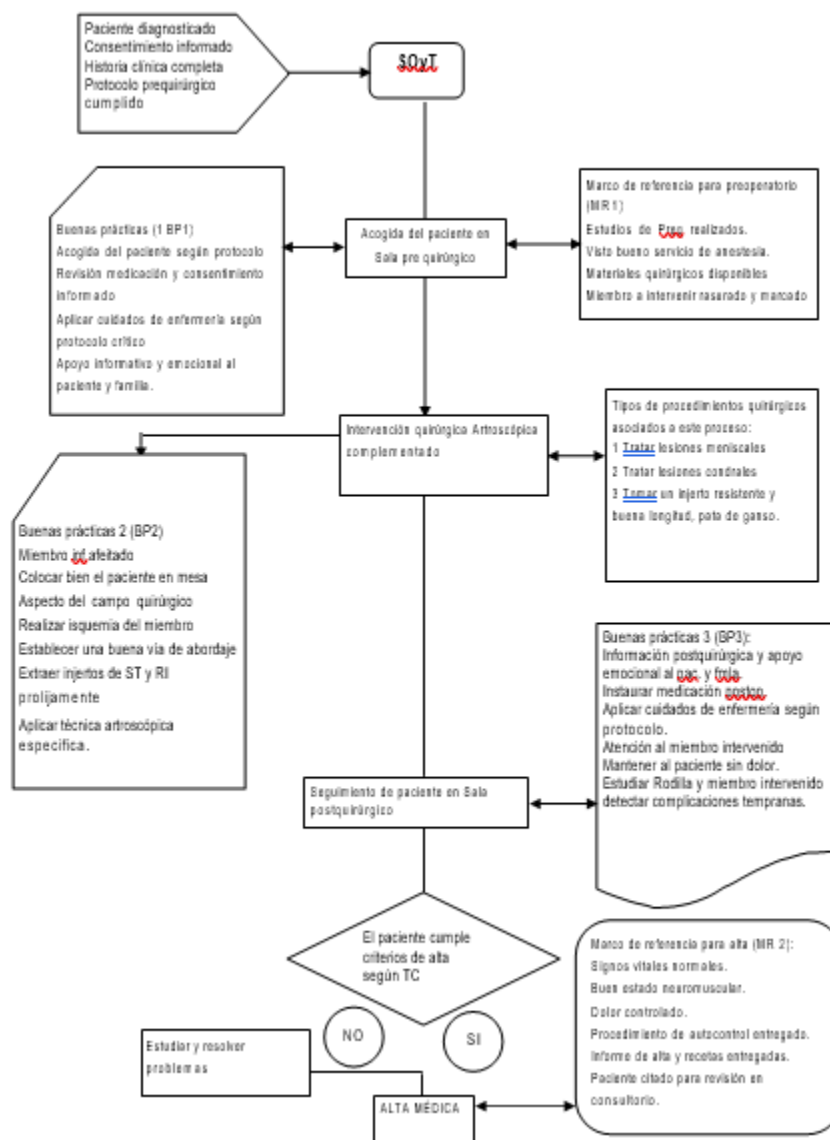 Paciente diagnosticado
Consentimiento informado
Historia clínica completa
Protocolo prequirúrgico
cumplido
SOyT
Buenas prácticas (1 BP1)
Acogida del paciente según protocolo
Revisión medicación y consentimiento
informado
Aplicar cuidados de enfermería según
protocolo crítico
Apoyo informativo y emocional al
paciente y familia.
Acogida del paciente en
Sala pre quirúrgico
Marco de referencia para preoperatorio
(MR1)
Estudios de Preq realizados.
Visto bueno servicio de anestesia.
Materiales quirúrgicos disponibles
Miembro a intervenir rasurado y marcado
Intervención quirúrgica Artroscópica
complementado
Tipos de procedimientos quirúrgicos
asociados a este proceso:
1 Tratar lesiones meniscales
2 Tratar lesiones condrales
3 Tomar un injerto resistente y
buena longitud, pata de ganso.
Buenas prácticas 2 (BP2)
Miembro inf.afeitado
Colocar bien el paciente en mesa
Aspecto del campo quirúrgico
Realizar isquemia del miembro
Establecer una buena vía de abordaje
Extraer injertos de ST y RI
prolijamente
Aplicar técnica artroscópica
específica.
Buenas prácticas 3 (BP3):
Información postquirúrgica y apoyo
emocional al pac. y fmla.
Instaurar medicación postop.
Aplicar cuidados de enfermería según
protocolo.
Atención al miembro intervenido
Mantener al paciente sin dolor.
Estudiar Rodilla y miembro intervenido
detectar complicaciones tempranas.
Seguimiento de paciente en Sala
postquirúrgico
El paciente cumple
criterios de alta
según TC
NO
SI
Estudiar y resolver
problemas
ALTA MÉDICA
Marco de referencia para alta (MR 2):
Signos vitales normales.
Buen estado neuromuscular.
Dolor controlado.
Procedimiento de autocontrol entregado.
Informe de alta y recetas entregadas.
Paciente citado para revisión en
consultorio.